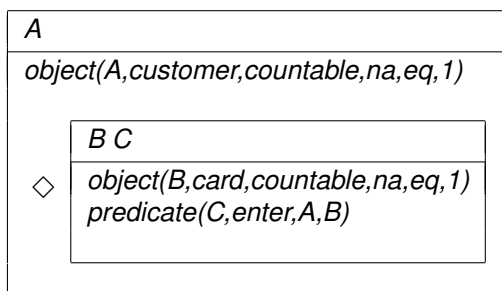 A
object(A,customer,countable,na,eq,1)
B C
◇ object(B,card,countable,na,eq,1)
predicate(C,enter,A,B)